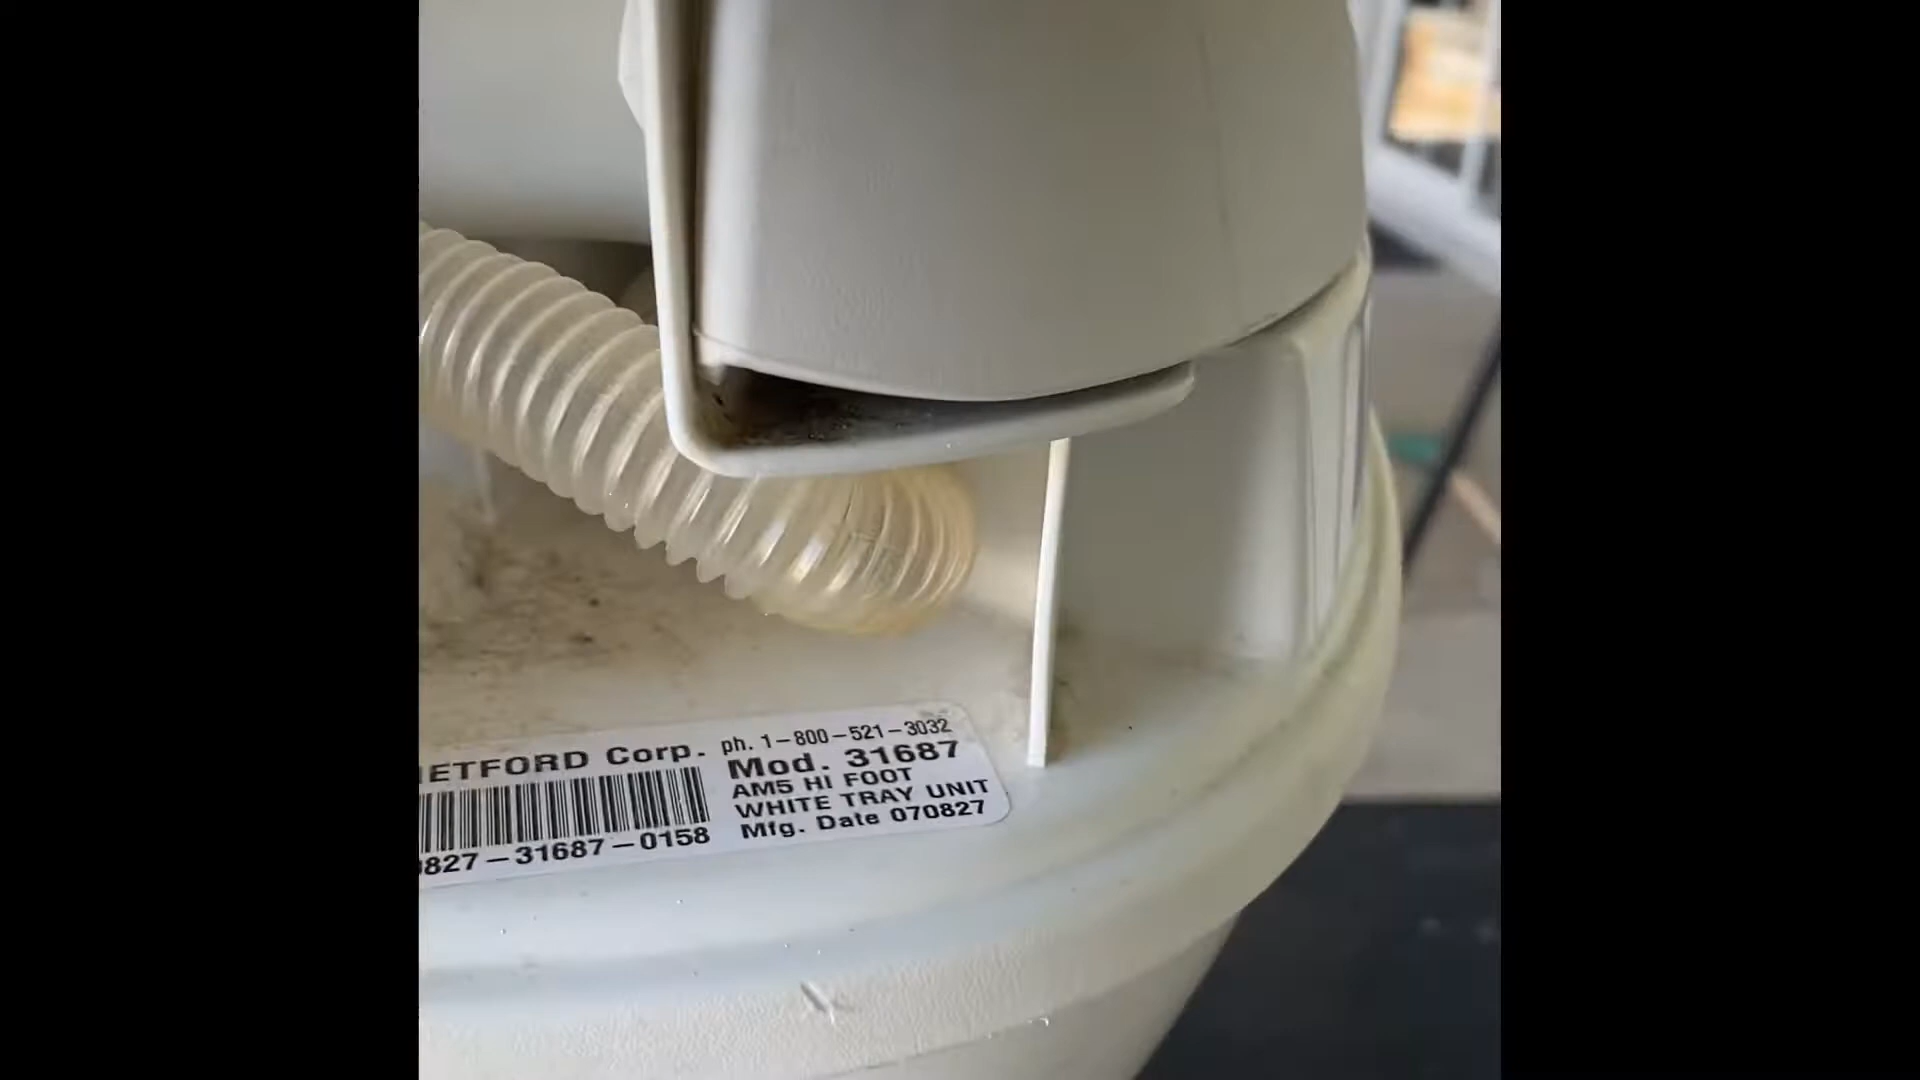 ETFORD Corp. ph. 1-800-521-3032
Mod. 31687
AM5 HI FOOT
WHITE TRAY UNIT
Mfg. Date 070827
827-31687-0158